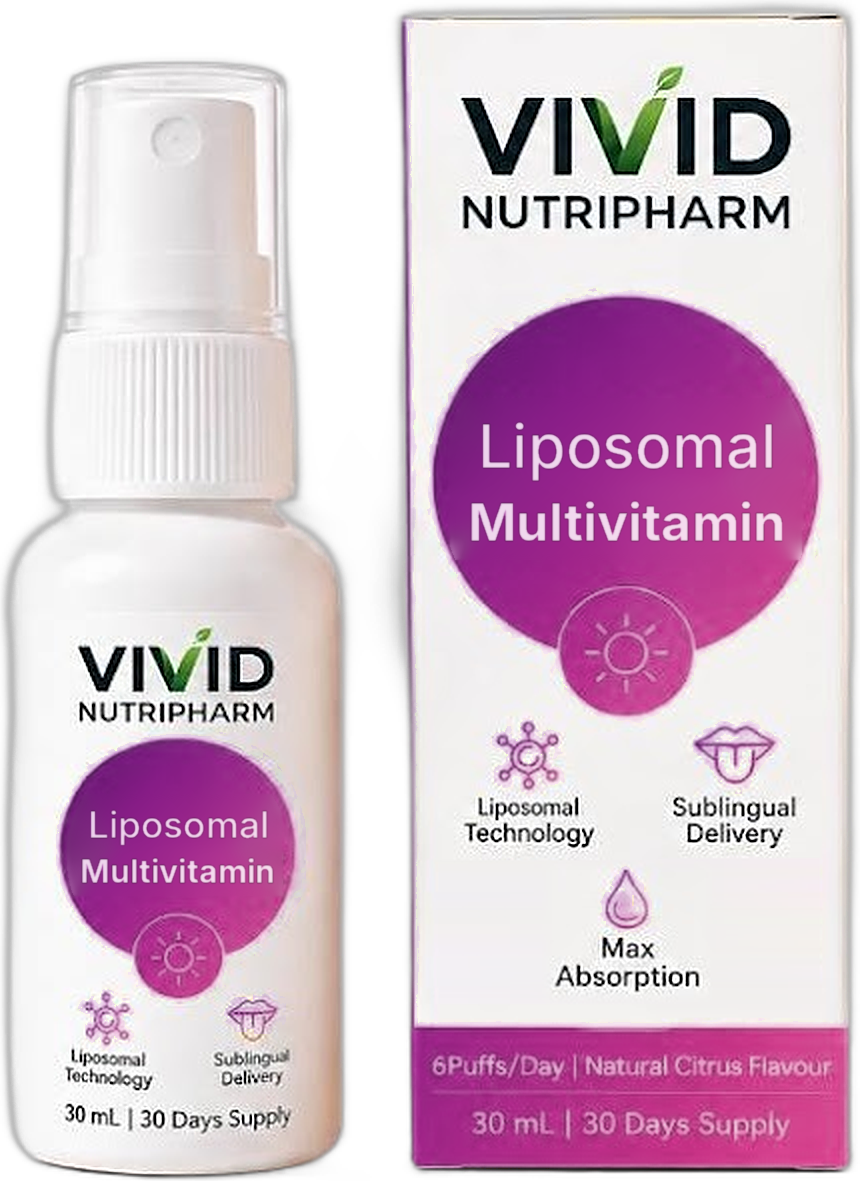 VIVID
NUTRIPHARM
Liposomal
Multivitamin
Liposomal
Technology
Sublingual
Delivery
30 mL | 30 Days Supply
VIVID
NUTRIPHARM
Liposomal
Multivitamin
Liposomal
Technology
Sublingual
Delivery
Max
Absorption
6Puffs/Day | Natural Citrus Flavour
30 mL | 30 Days Supply